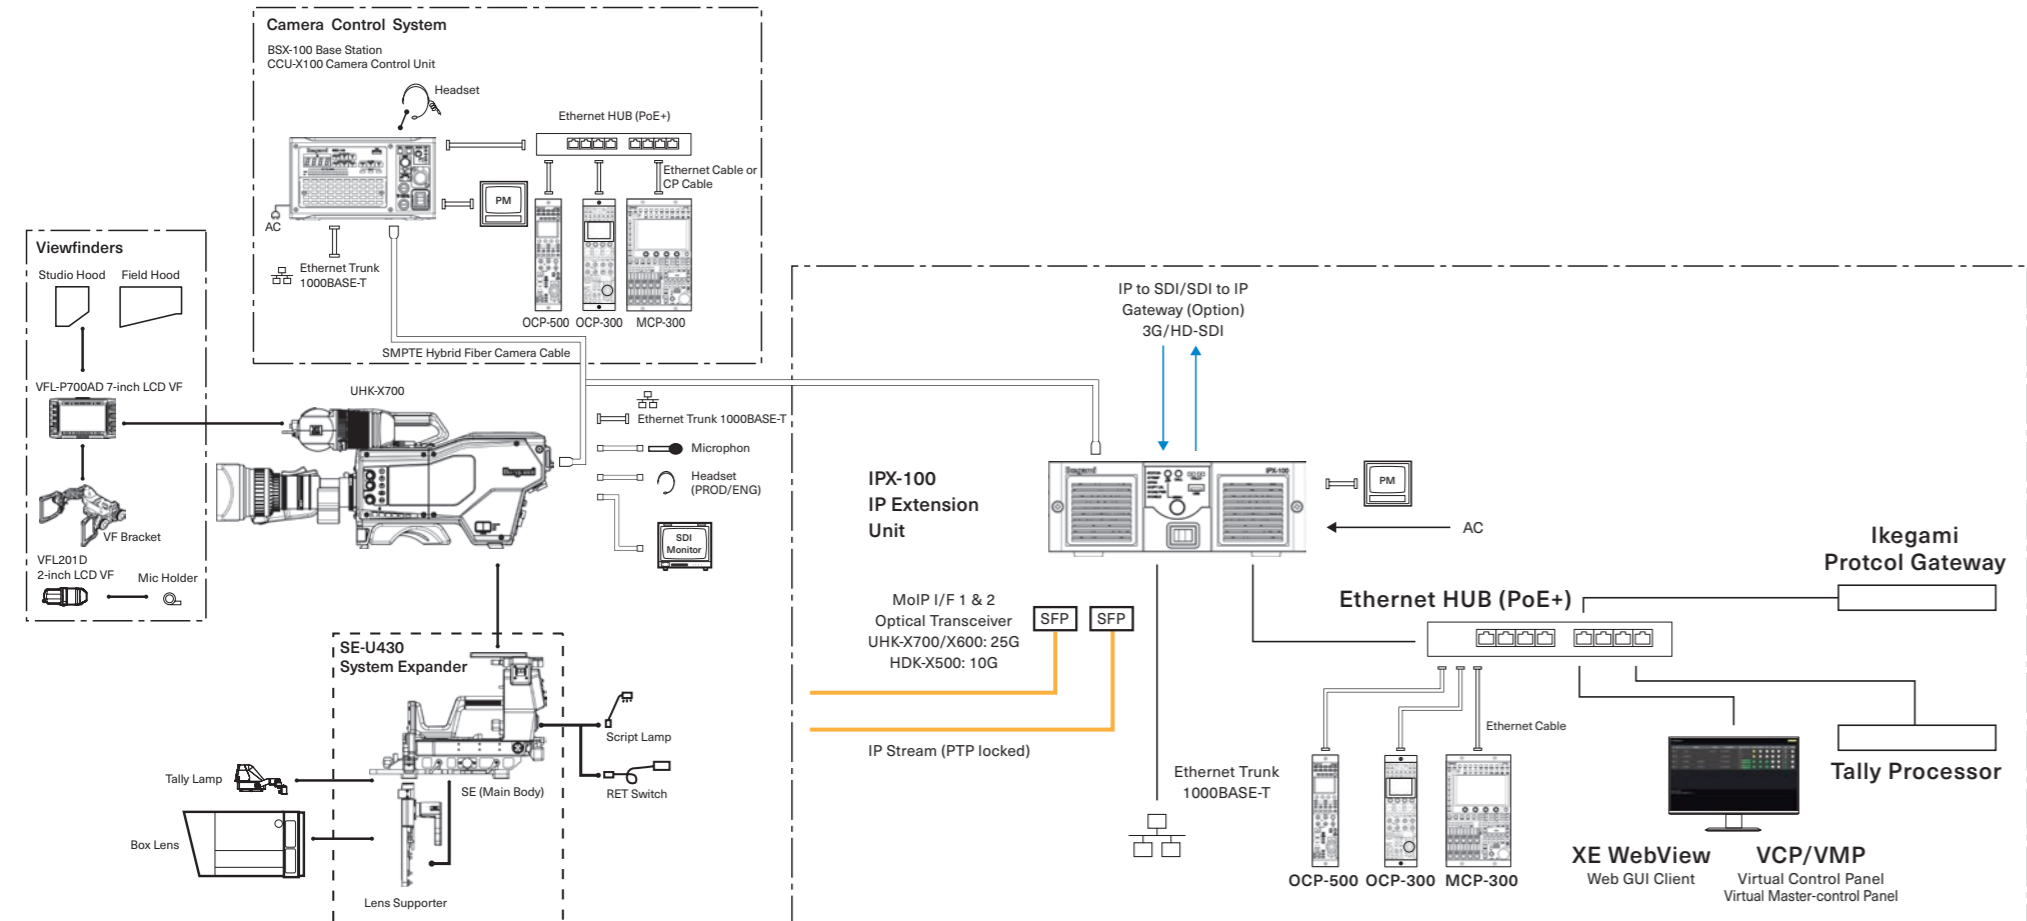 Camera Control System
BSX-100 Base Station
CCU-X100 Camera Control Unit
Headset
Ethernet HUB (PoE+)
Ethernet Cable or
CP Cable
PM
AC
Ethernet Trunk
1000BASE-T
OCP-500
OCP-300
MCP-300
SMPTE Hybrid Fiber Camera Cable
Viewfinders
Studio Hood
Field Hood
VFL-P700AD 7-inch LCD VF
VF Bracket
VFL201D
2-inch LCD VF
Mic Holder
UHK-X700
Ikegami
Ethernet Trunk 1000BASE-T
Microphon
Headset
(PROD/ENG)
SDI
Monitor
SE-U430
System Expander
Script Lamp
RET Switch
SE (Main Body)
Tally Lamp
Box Lens
Lens Supporter
IP to SDI/SDI to IP
Gateway (Option)
3G/HD-SDI
IPX-100
IP Extension
Unit
Ikegami
IPX-100
PM
AC
MoIP I/F 1 & 2
Optical Transceiver
UHK-X700/X600: 25G
HDK-X500: 10G
SFP
SFP
IP Stream (PTP locked)
Ethernet Trunk
1000BASE-T
Ethernet HUB (PoE+)
Ikegami
Protcol Gateway
Ethernet Cable
Tally Processor
OCP-500
OCP-300
MCP-300
XE WebView
Web GUI Client
VCP/VMP
Virtual Control Panel
Virtual Master-control Panel